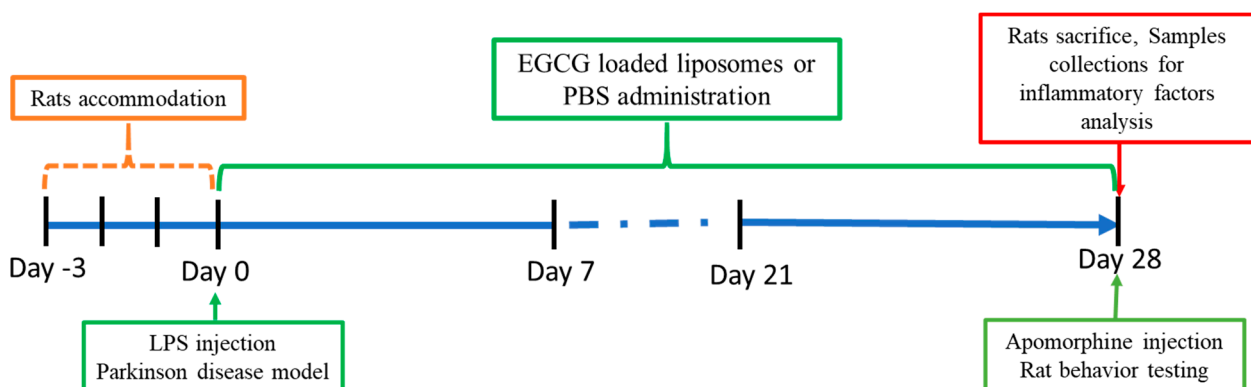 Rats accommodation
EGCG loaded liposomes or
PBS administration
Rats sacrifice, Samples
collections for
inflammatory factors
analysis
Day -3
Day 0
Day 7
Day 21
Day 28
LPS injection
Parkinson disease model
Apomorphine injection
Rat behavior testing